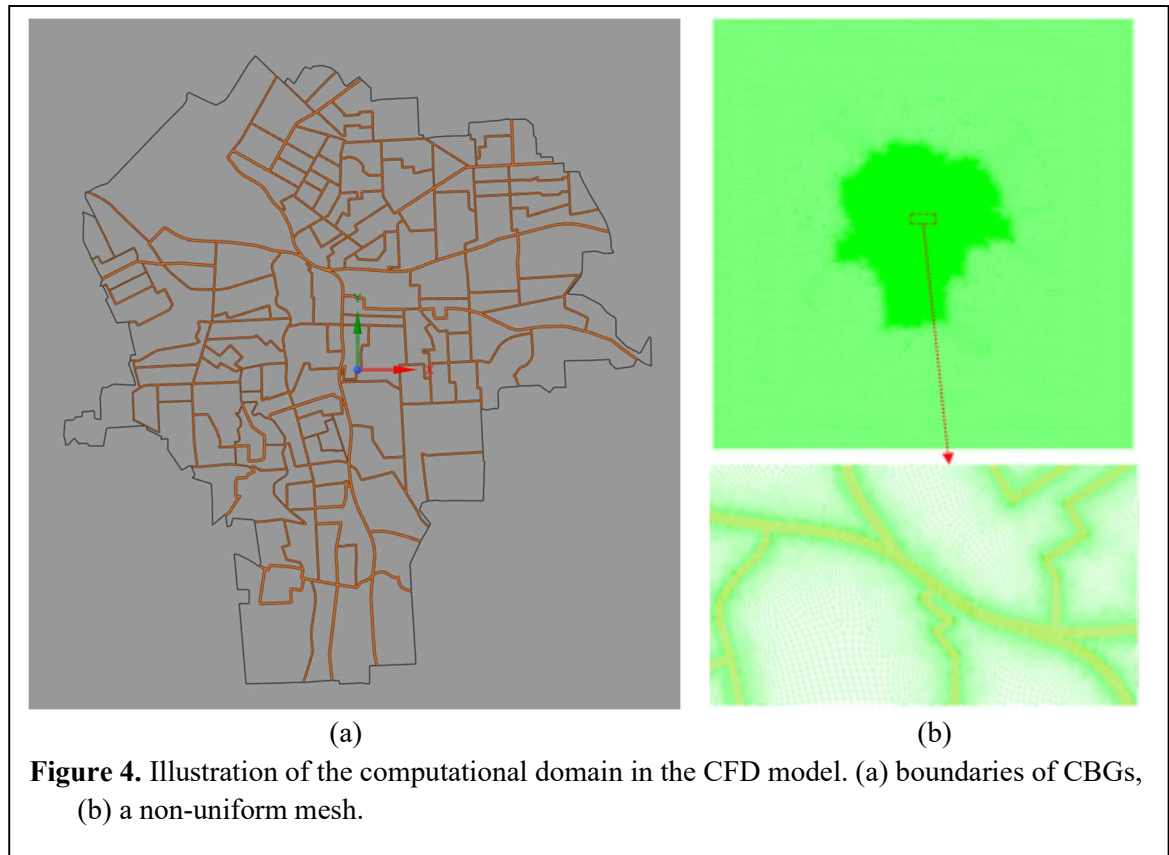 Y
X
(a)
(b)
Figure 4. Illustration of the computational domain in the CFD model. (a) boundaries of CBGs,
(b) a non-uniform mesh.